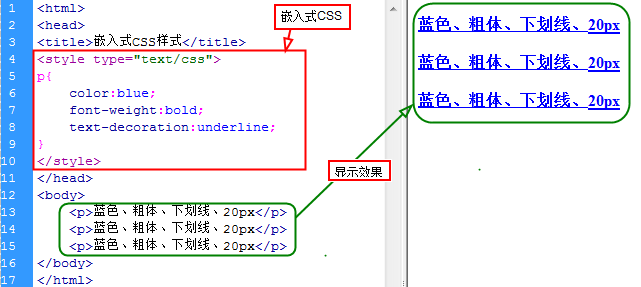 1 <html>
2 <head>
3 <title>嵌入式CSS样式</title>
4 <style type="text/css">
5 p{
6 color:blue;
7 font-weight:bold;
8 text-decoration:underline;
9 }
10 </style>
11 </head>
12 <body>
13 <p>蓝色、粗体、下划线、20px</p>
14 <p>蓝色、粗体、下划线、20px</p>
15 <p>蓝色、粗体、下划线、20px</p>
16 </body>
17 </html>
嵌入式CSS
显示效果
蓝色、粗体、下划线、20px
蓝色、粗体、下划线、20px
蓝色、粗体、下划线、20px